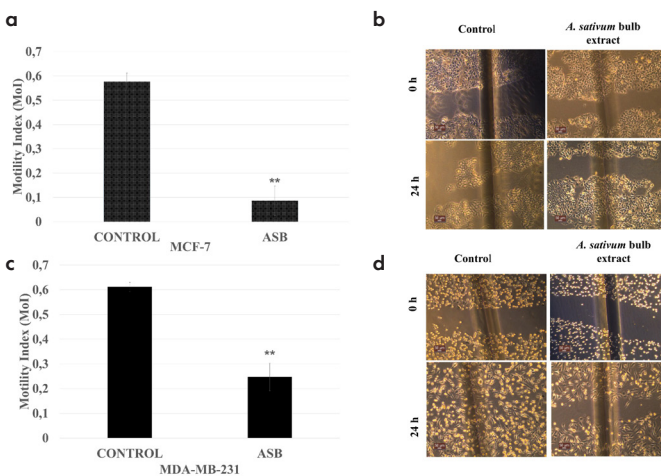 a
Motility Index (MoI)
0,7
0,6
0,5
0,4
0,3
0,2
0,1
0
**
CONTROL
ASB
MCF-7
b
Control
A. sativum bulb
extract
0 h
24 h
c
Motility Index (MoI)
0,7
0,6
0,5
0,4
0,3
0,2
0,1
0
**
CONTROL
ASB
MDA-MB-231
d
Control
A. sativum bulb
extract
0 h
24 h